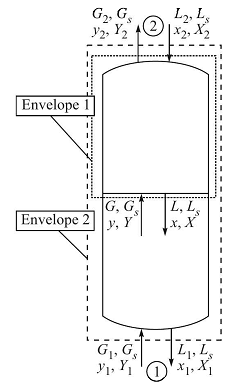 G₂, Gₛ
y₂, Y₂
②
L₂, Lₛ
x₂, X₂
Envelope 1
G, Gₛ
y, Y
L, Lₛ
x, X
Envelope 2
G₁, Gₛ
y₁, Y₁
①
L₁, Lₛ
x₁, X₁